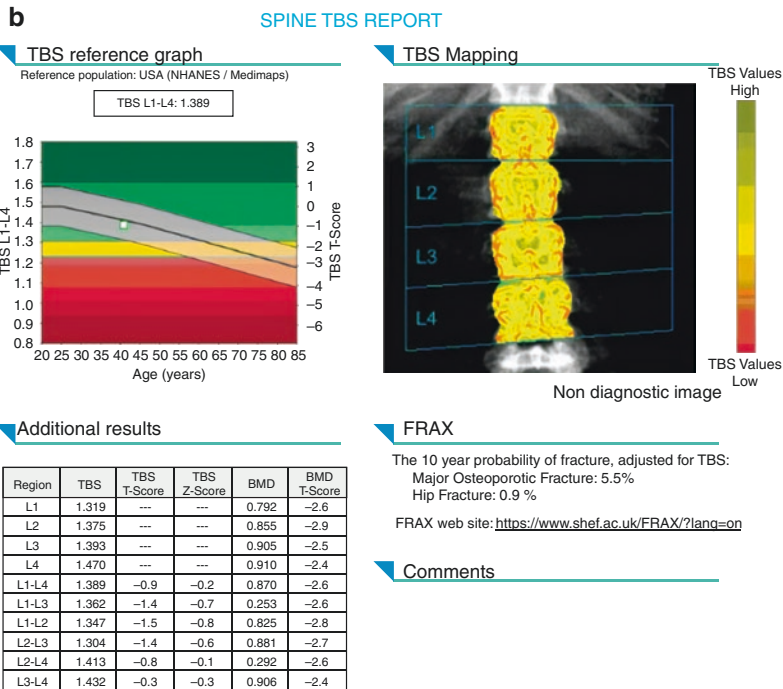 b
SPINE TBS REPORT
TBS reference graph
Reference population: USA (NHANES / Medimaps)
TBS L1-L4: 1.389
1.8
1.7
1.6
1.5
1.4
1.3
1.2
1.1
1.0
0.9
0.8
TBS L1-L4
3
2
1
0
–1
–2
–3
–4
–5
–6
TBS T-Score
20 25 30 35 40 45 50 55 60 65 70 75 80 85
Age (years)
TBS Mapping
L1
L2
L3
L4
TBS Values
High
TBS Values
Low
Non diagnostic image
Additional results
Region TBS TBS T-Score TBS Z-Score BMD BMD T-Score
L1 1.319 --- --- 0.792 –2.6
L2 1.375 --- --- 0.855 –2.9
L3 1.393 --- --- 0.905 –2.5
L4 1.470 --- --- 0.910 –2.4
L1-L4 1.389 –0.9 –0.2 0.870 –2.6
L1-L3 1.362 –1.4 –0.7 0.253 –2.6
L1-L2 1.347 –1.5 –0.8 0.825 –2.8
L2-L3 1.304 –1.4 –0.6 0.881 –2.7
L2-L4 1.413 –0.8 –0.1 0.292 –2.6
L3-L4 1.432 –0.3 –0.3 0.906 –2.4
FRAX
The 10 year probability of fracture, adjusted for TBS:
Major Osteoporotic Fracture: 5.5%
Hip Fracture: 0.9 %
FRAX web site: https://www.shef.ac.uk/FRAX/?lang=on
Comments